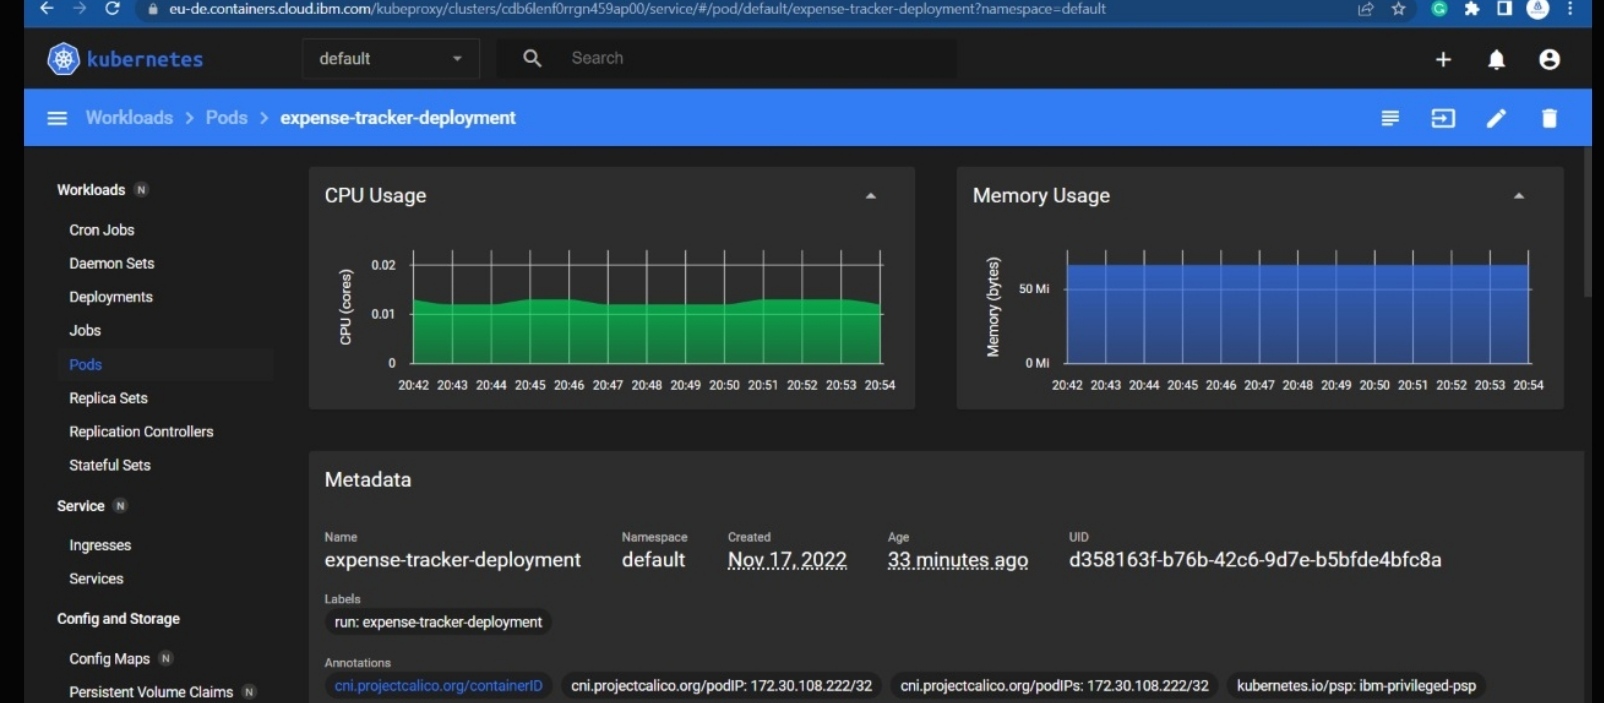 eu-de.containers.cloud.ibm.com/kubeproxy/clusters/cdb6lenf0rrgn459ap00/service/#/pod/default/expense-tracker-deployment?namespace=default
kubernetes
default
Search
Workloads > Pods > expense-tracker-deployment
Workloads N
Cron Jobs
Daemon Sets
Deployments
Jobs
Pods
Replica Sets
Replication Controllers
Stateful Sets
Service N
Ingresses
Services
Config and Storage
Config Maps N
Persistent Volume Claims N
CPU Usage
CPU (cores)
0.02
0.01
0
20:42 20:43 20:44 20:45 20:46 20:47 20:48 20:49 20:50 20:51 20:52 20:53 20:54
Memory Usage
Memory (bytes)
50 Mi
0 Mi
20:42 20:43 20:44 20:45 20:46 20:47 20:48 20:49 20:50 20:51 20:52 20:53 20:54
Metadata
Name Namespace Created Age UID
expense-tracker-deployment default Nov 17, 2022 33 minutes ago d358163f-b76b-42c6-9d7e-b5bfde4bfc8a
Labels
run: expense-tracker-deployment
Annotations
cni.projectcalico.org/containerID cni.projectcalico.org/podIP: 172.30.108.222/32 cni.projectcalico.org/podIPs: 172.30.108.222/32 kubernetes.io/psp: ibm-privileged-psp